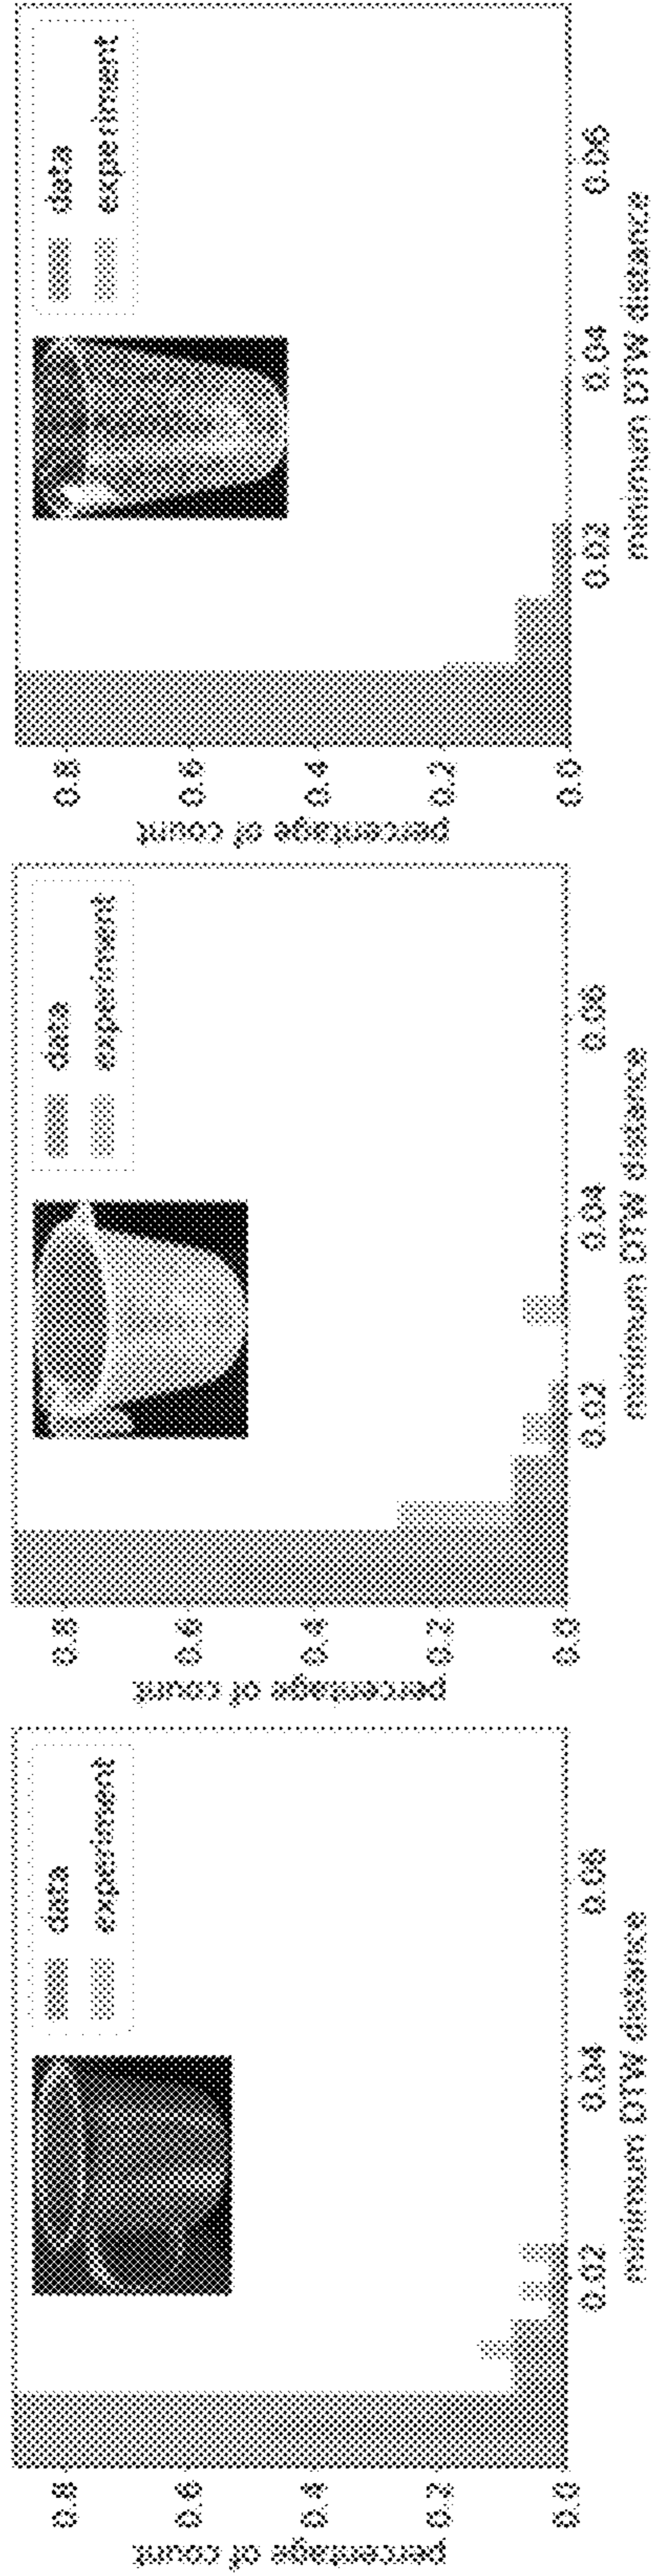 percentage of count
0.8
0.6
0.4
0.2
0.0
data
experiment
0.02 0.04 0.06
minimum DTW distance
percentage of count
0.8
0.6
0.4
0.2
0.0
data
experiment
0.02 0.04 0.06
minimum DTW distance
percentage of count
0.8
0.6
0.4
0.2
0.0
data
experiment
0.02 0.04 0.06
minimum DTW distance